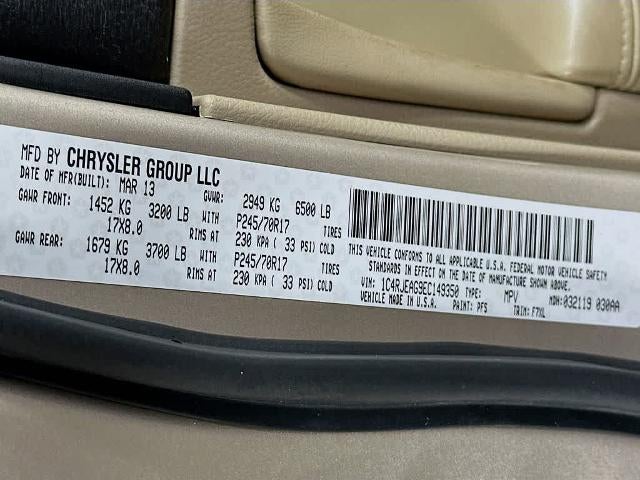 MFD BY CHRYSLER GROUP LLC
DATE OF MFR(BUILT): MAR 13 GVWR: 2949 KG 6500 LB
GAWR FRONT: 1452 KG 3200 LB WITH P245/70R17 TIRES
17X8.0 RIMS AT 230 KPA ( 33 PSI) COLD
GAWR REAR: 1679 KG 3700 LB WITH P245/70R17 TIRES
17X8.0 RIMS AT 230 KPA ( 33 PSI) COLD
THIS VEHICLE CONFORMS TO ALL APPLICABLE U.S.A. FEDERAL MOTOR VEHICLE SAFETY
STANDARDS IN EFFECT ON THE DATE OF MANUFACTURE SHOWN ABOVE
VIN: 1C4RJEAG9EC149350 TYPE: MPV MDH:032119 030AA
VEHICLE MADE IN U.S.A. PAINT: PFS TRIM: F7XL